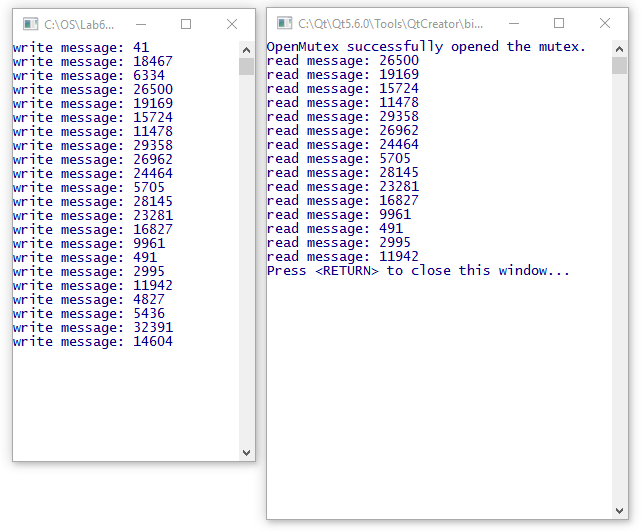 C:\OS\Lab6...
write message: 41
write message: 18467
write message: 6334
write message: 26500
write message: 19169
write message: 15724
write message: 11478
write message: 29358
write message: 26962
write message: 24464
write message: 5705
write message: 28145
write message: 23281
write message: 16827
write message: 9961
write message: 491
write message: 2995
write message: 11942
write message: 4827
write message: 5436
write message: 32391
write message: 14604
C:\Qt\Qt5.6.0\Tools\QtCreator\bi...
OpenMutex successfully opened the mutex.
read message: 26500
read message: 19169
read message: 15724
read message: 11478
read message: 29358
read message: 26962
read message: 24464
read message: 5705
read message: 28145
read message: 23281
read message: 16827
read message: 9961
read message: 491
read message: 2995
read message: 11942
Press <RETURN> to close this window...